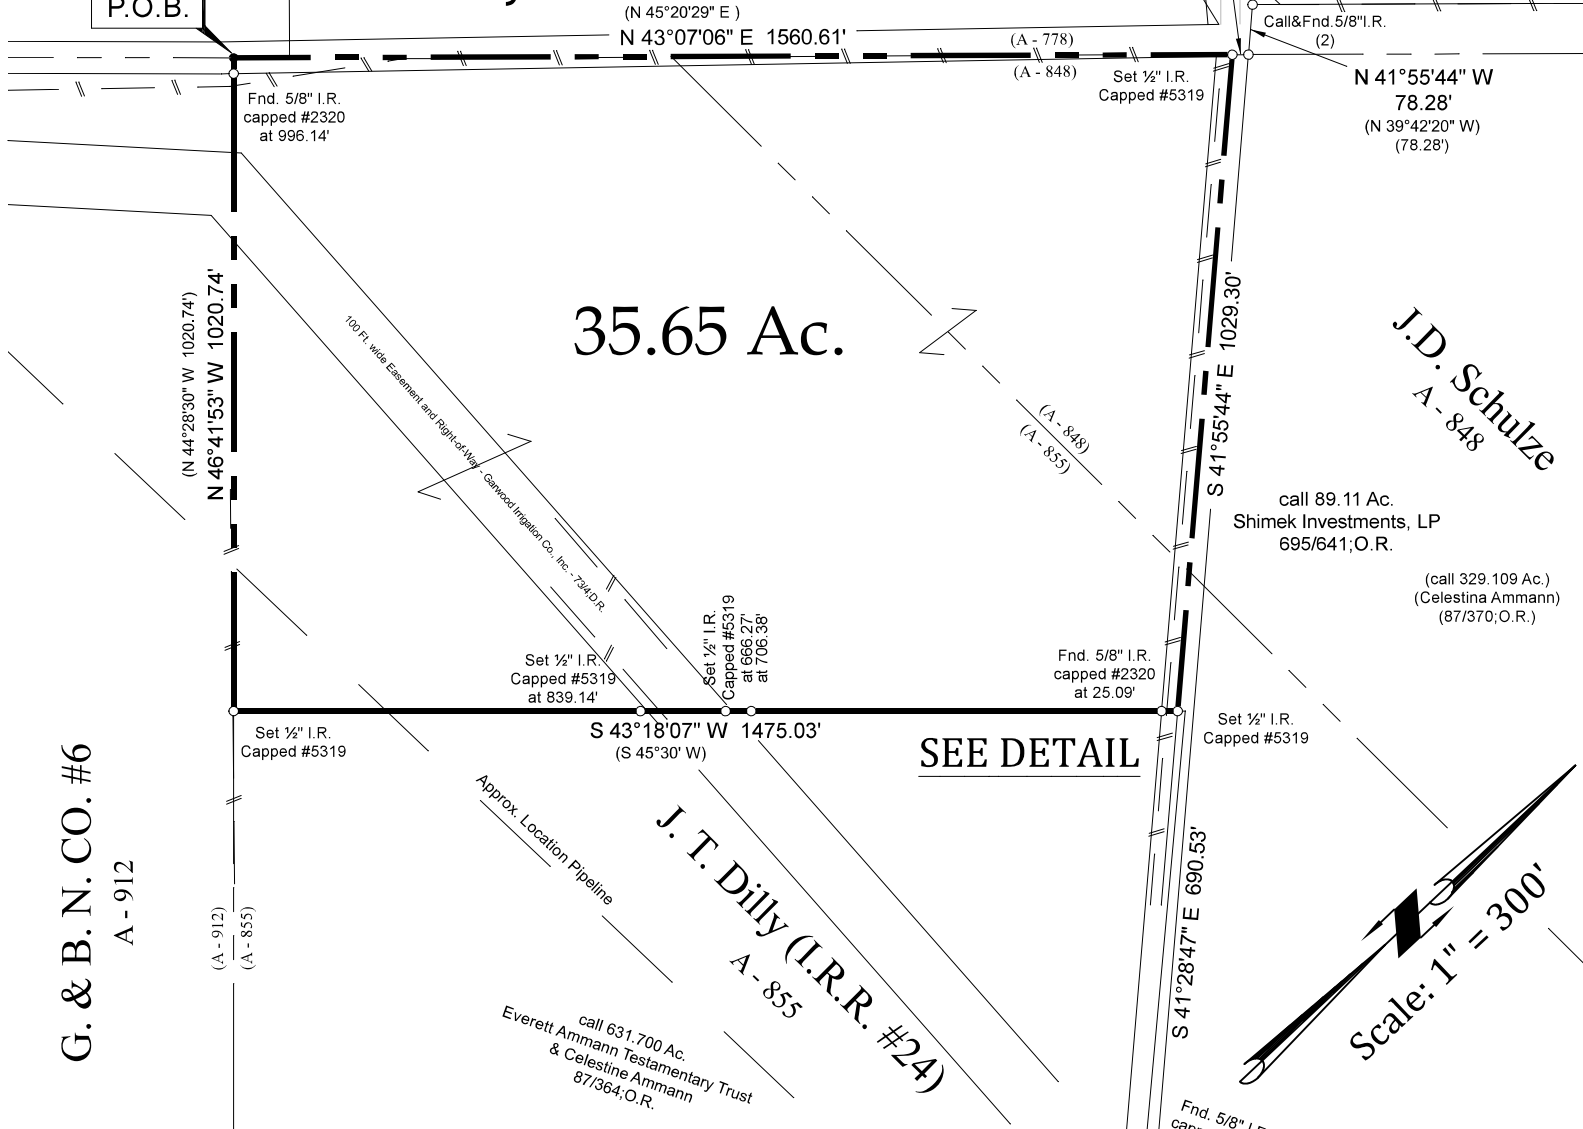 P.O.B.
(N 45°20'29" E )
N 43°07'06" E 1560.61'
(A - 778)
(A - 848)
Call&Fnd.5/8"I.R.
(2)
Set ½" I.R.
Capped #5319
N 41°55'44" W
78.28'
(N 39°42'20" W)
(78.28')
Fnd. 5/8" I.R.
capped #2320
at 996.14'
(N 44°28'30" W 1020.74')
N 46°41'53" W 1020.74'
100 Ft. wide Easement and Right-of-Way - Garwood Irrigation Co., Inc. - 73/4;D.R.
35.65 Ac.
(A - 848)
(A - 855)
S 41°55'44" E 1029.30'
J.D. Schulze
A - 848
call 89.11 Ac.
Shimek Investments, LP
695/641;O.R.
(call 329.109 Ac.)
(Celestina Ammann)
(87/370;O.R.)
Set ½" I.R.
Capped #5319
at 839.14'
Set ½" I.R.
Capped #5319
at 666.27'
at 706.38'
Fnd. 5/8" I.R.
capped #2320
at 25.09'
Set ½" I.R.
Capped #5319
S 43°18'07" W 1475.03'
(S 45°30' W)
SEE DETAIL
Set ½" I.R.
Capped #5319
G. & B. N. CO. #6
A - 912
(A - 912)
(A - 855)
Approx. Location Pipeline
J. T. Dilly (I.R.R. #24)
A - 855
S 41°28'47" E 690.53'
Scale: 1" = 300'
call 631.700 Ac.
Everett Ammann Testamentary Trust
& Celestine Ammann
87/364;O.R.
Fnd. 5/8"